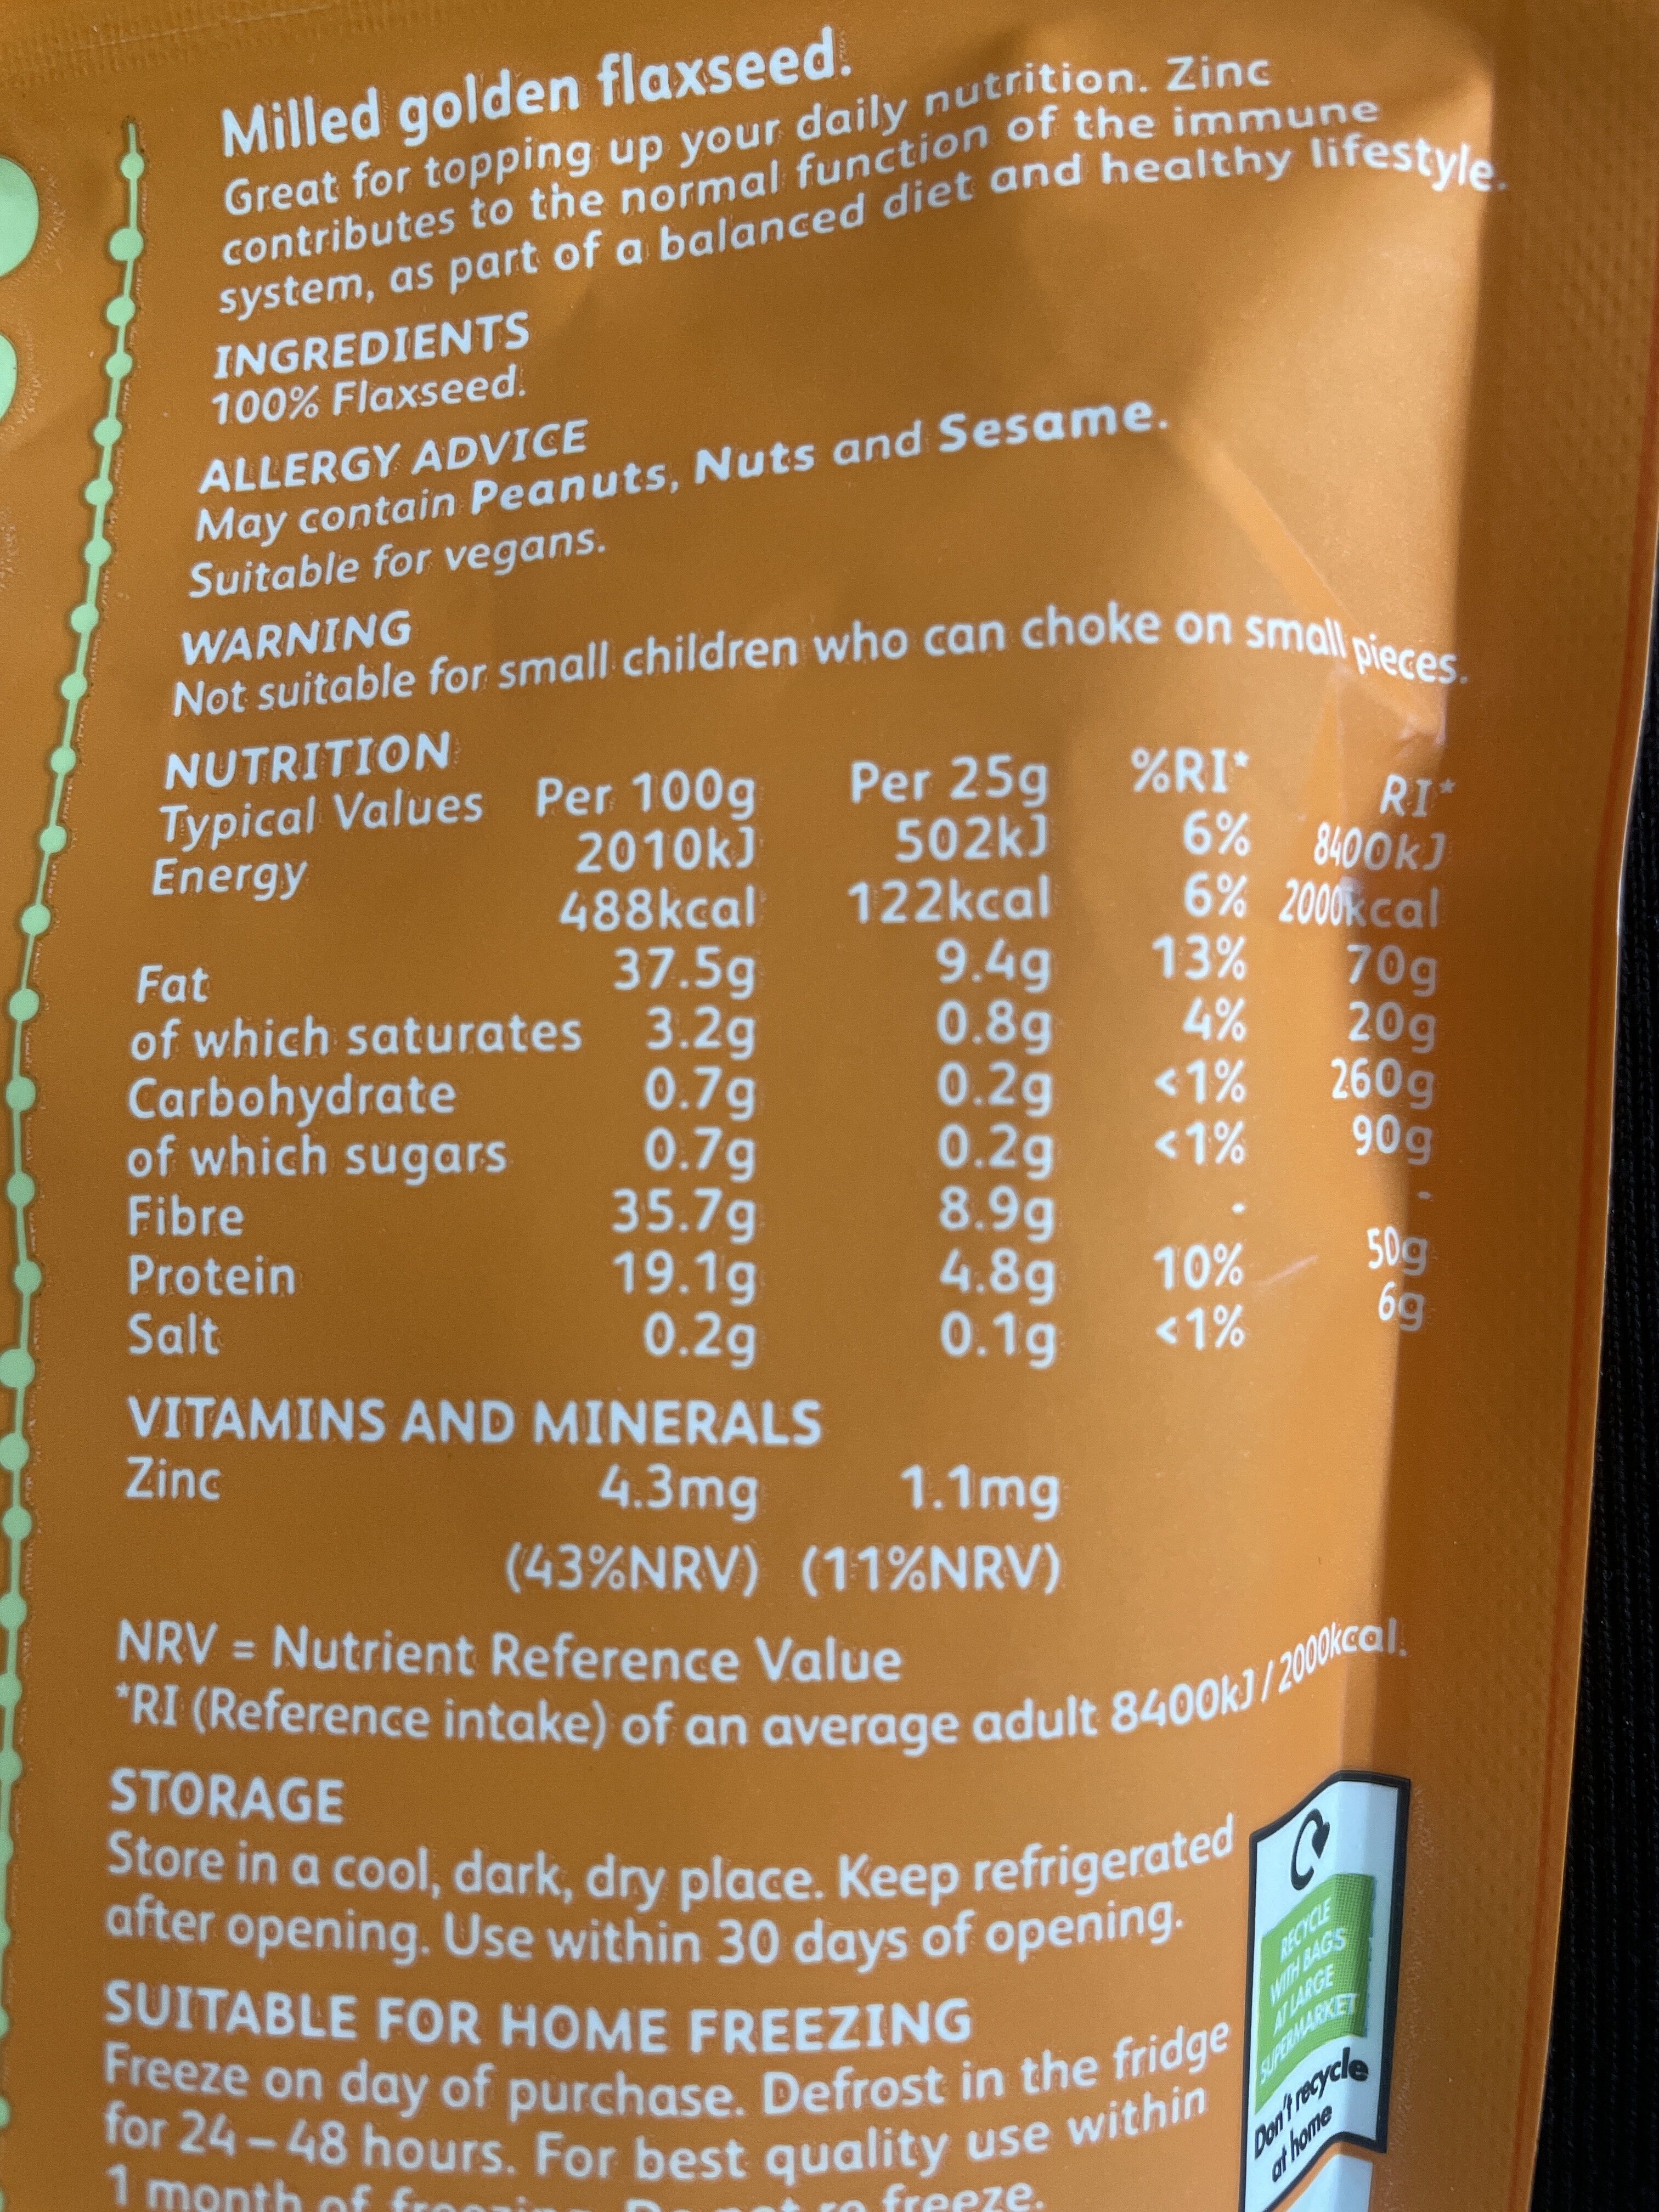 Milled golden flaxseed.
Great for topping up your daily nutrition. Zinc
contributes to the normal function of the immune
system, as part of a balanced diet and healthy lifestyle.
INGREDIENTS
100% Flaxseed.
ALLERGY ADVICE
May contain Peanuts, Nuts and Sesame.
Suitable for vegans.
WARNING
Not suitable for small children who can choke on small pieces.
NUTRITION
Typical Values Per 100g Per 25g %RI* RI*
Energy 2010kJ 502kJ 6% 8400kJ
488kcal 122kcal 6% 2000kcal
Fat 37.5g 9.4g 13% 70g
of which saturates 3.2g 0.8g 4% 20g
Carbohydrate 0.7g 0.2g <1% 260g
of which sugars 0.7g 0.2g <1% 90g
Fibre 35.7g 8.9g - -
Protein 19.1g 4.8g 10% 50g
Salt 0.2g 0.1g <1% 6g
VITAMINS AND MINERALS
Zinc 4.3mg 1.1mg
(43%NRV) (11%NRV)
NRV = Nutrient Reference Value
*RI (Reference intake) of an average adult 8400kJ / 2000kcal.
STORAGE
Store in a cool, dark, dry place. Keep refrigerated
after opening. Use within 30 days of opening.
SUITABLE FOR HOME FREEZING
Freeze on day of purchase. Defrost in the fridge
for 24 – 48 hours. For best quality use within
1 month of freezing. Do not re freeze.
RECYCLE
WITH BAGS
AT LARGE
SUPERMARKET
Don't recycle
at home